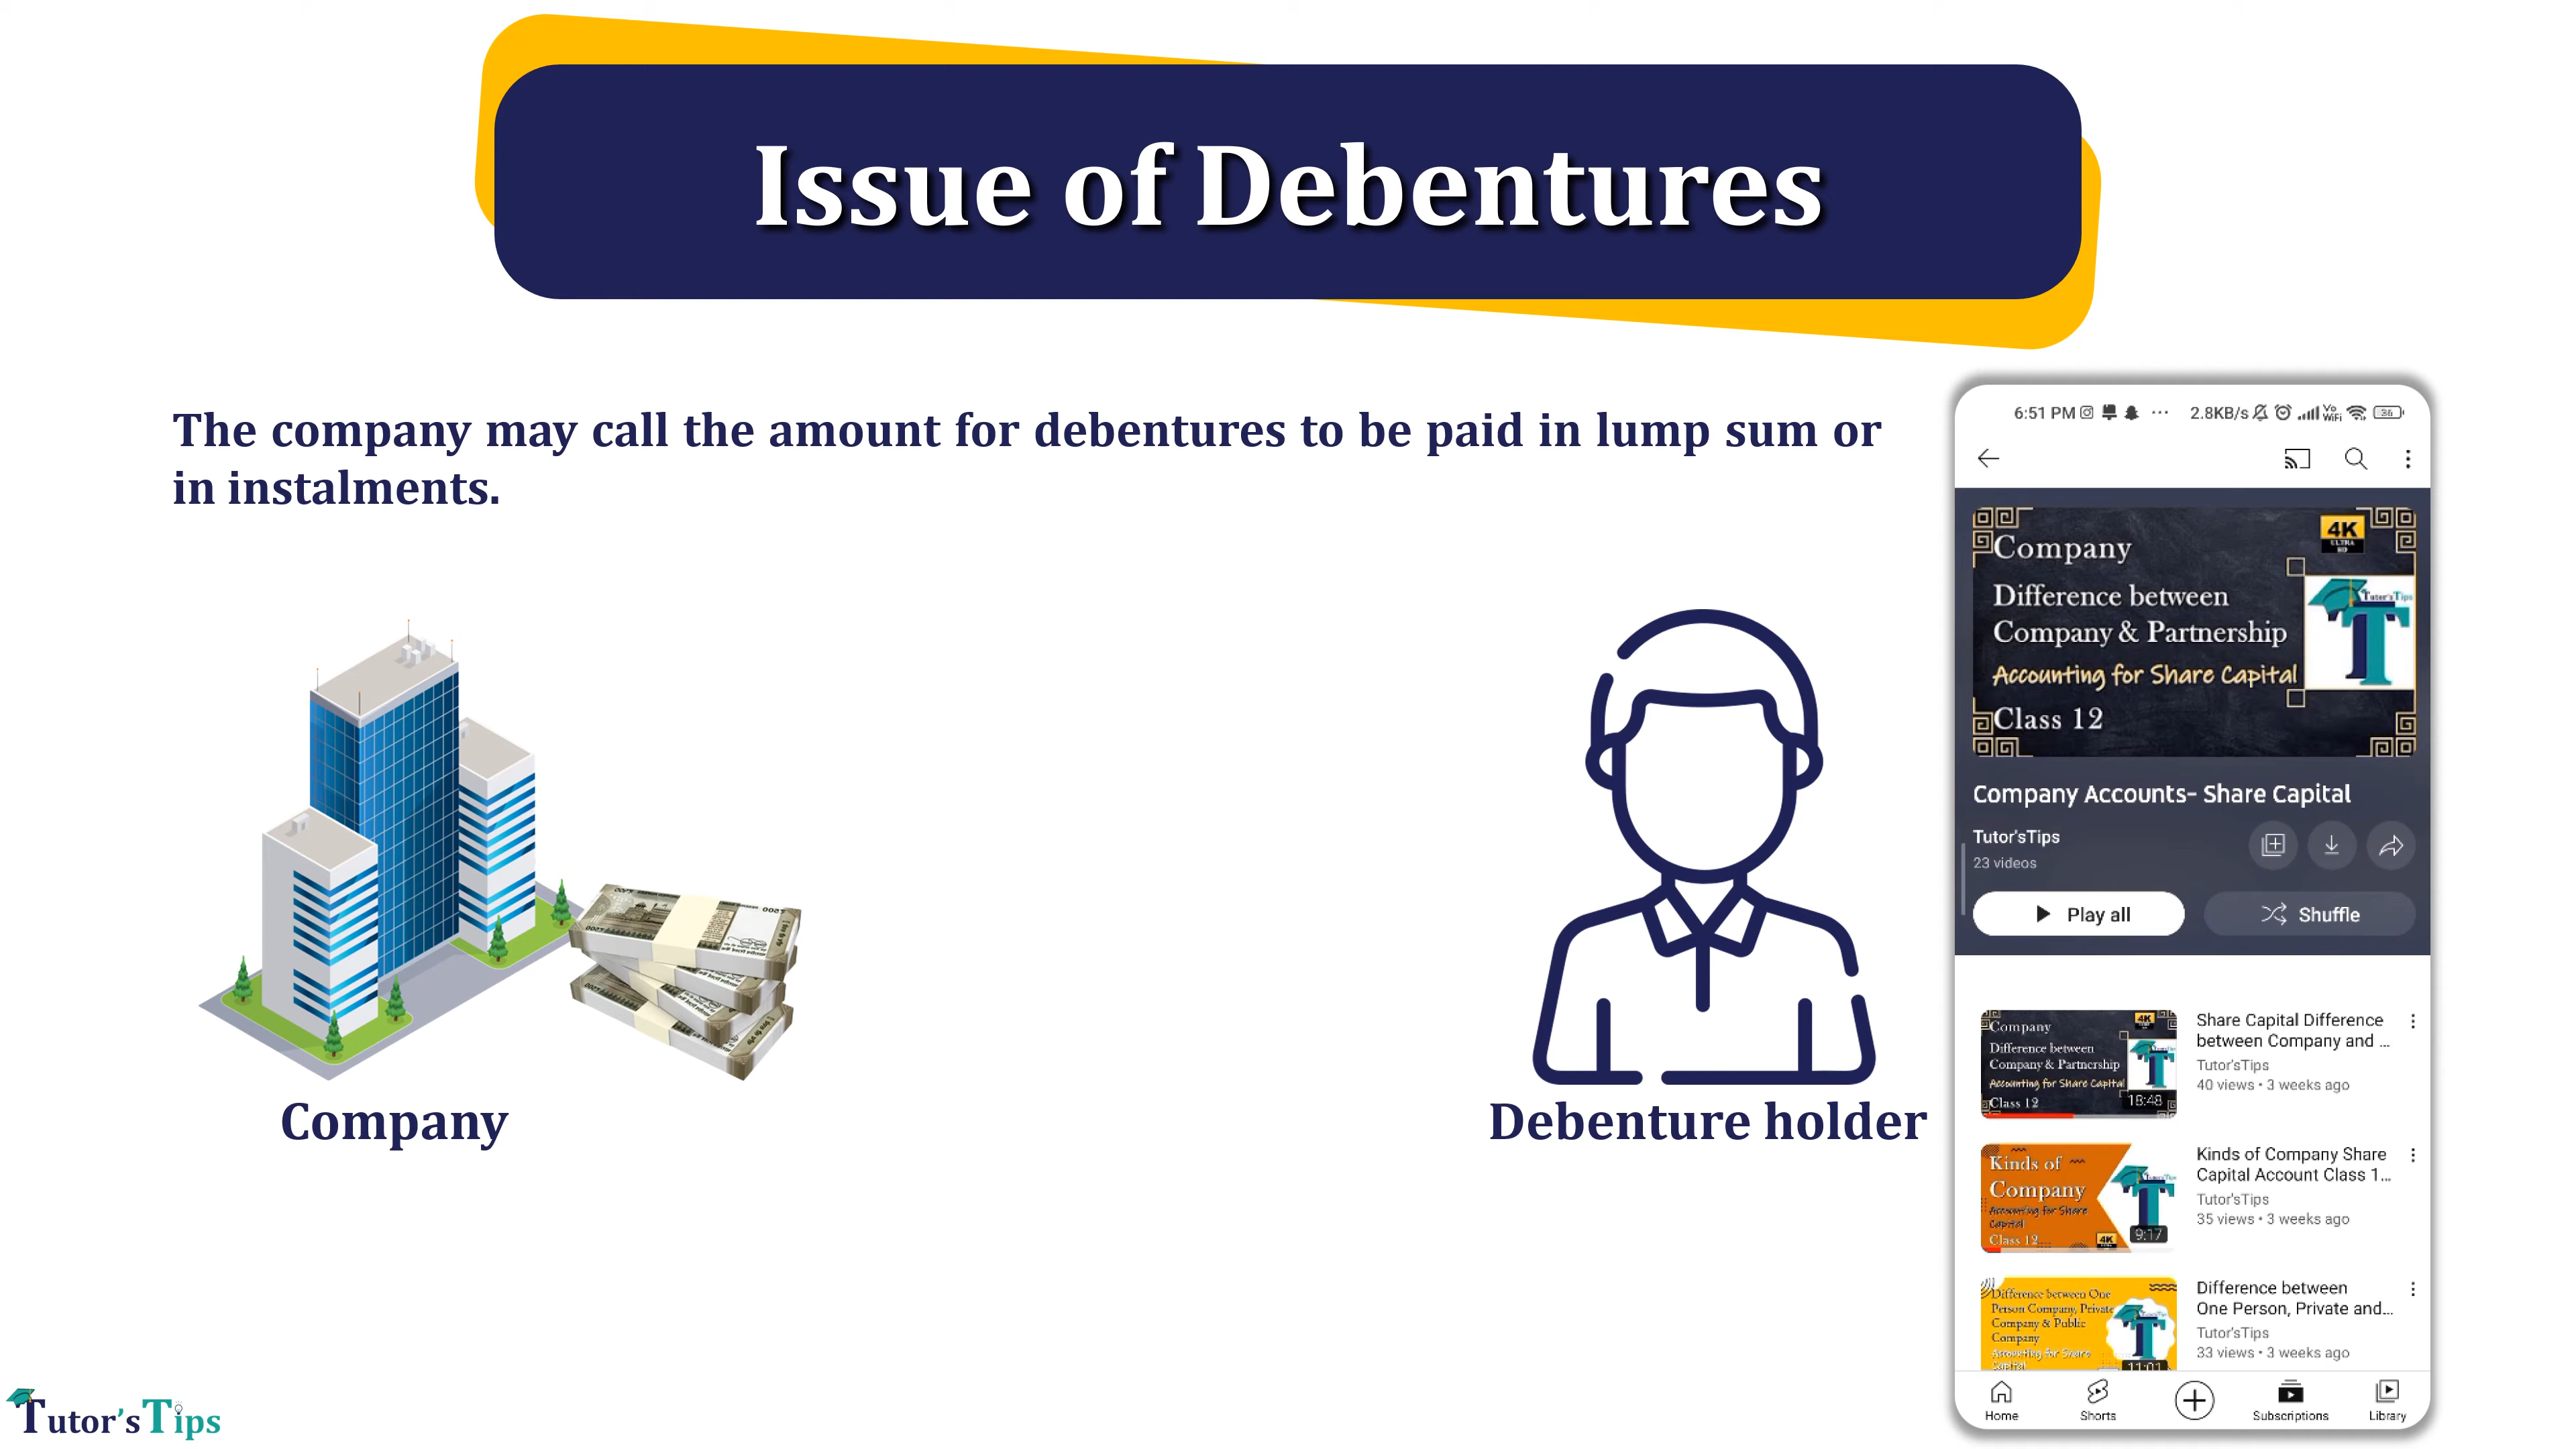 Issue of Debentures
The company may call the amount for debentures to be paid in lump sum or
in instalments.
Company
Debenture holder
6:51 PM
2.8KB/s
Vo
WiFi
36
Company
4K
ULTRA
HD
Difference between
Company & Partnership
Tutor'sTips
Accounting for Share Capital
Class 12
Company Accounts- Share Capital
Tutor'sTips
23 videos
Play all
Shuffle
Company
4K
Difference between
Company & Partnership
Accounting for Share Capital
Class 12
18:48
Share Capital Difference
between Company and ...
Tutor'sTips
40 views • 3 weeks ago
Kinds of
Company
Accounting for Share
Capital
Class 12
4K
9:17
Kinds of Company Share
Capital Account Class 1...
Tutor'sTips
35 views • 3 weeks ago
Difference between One
Person Company, Private
Company & Public
Company
Accounting for Share
Capital
11:01
Difference between
One Person, Private and...
Tutor'sTips
33 views • 3 weeks ago
Home
Shorts
Subscriptions
Library
Tutor'sTips